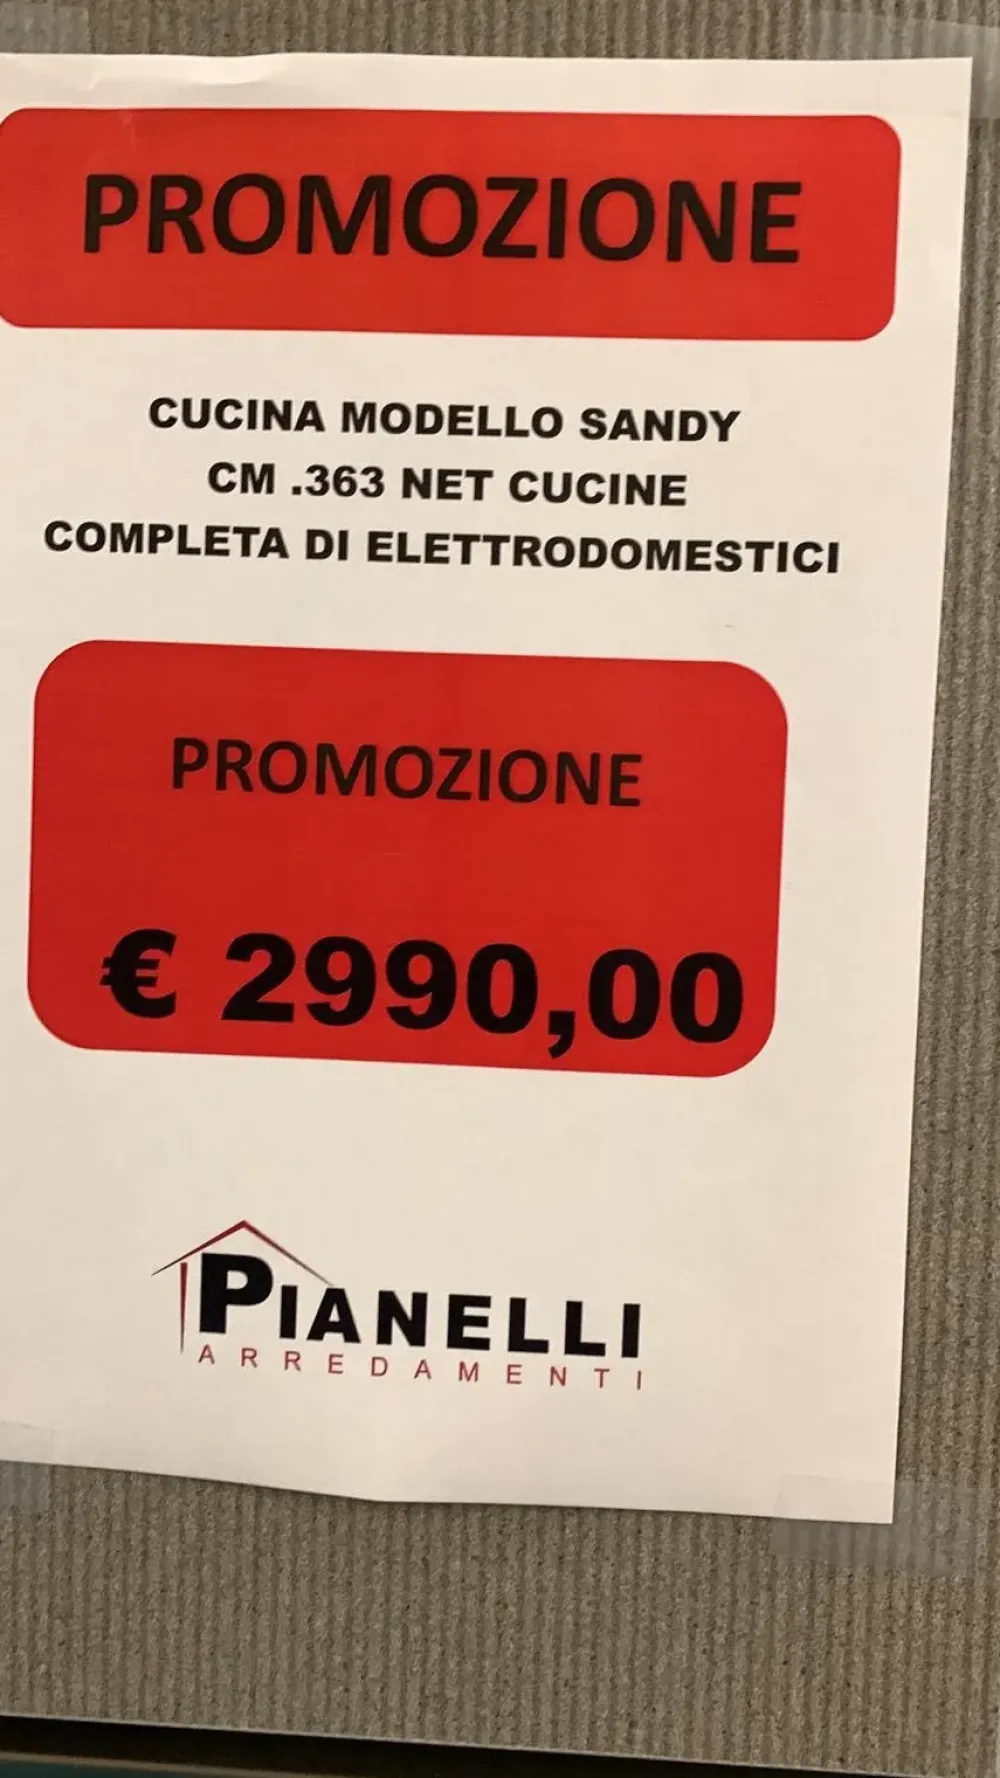 PROMOZIONE
CUCINA MODELLO SANDY
CM .363 NET CUCINE
COMPLETA DI ELETTRODOMESTICI
PROMOZIONE
€ 2990,00
PIANELLI
ARREDAMENTI